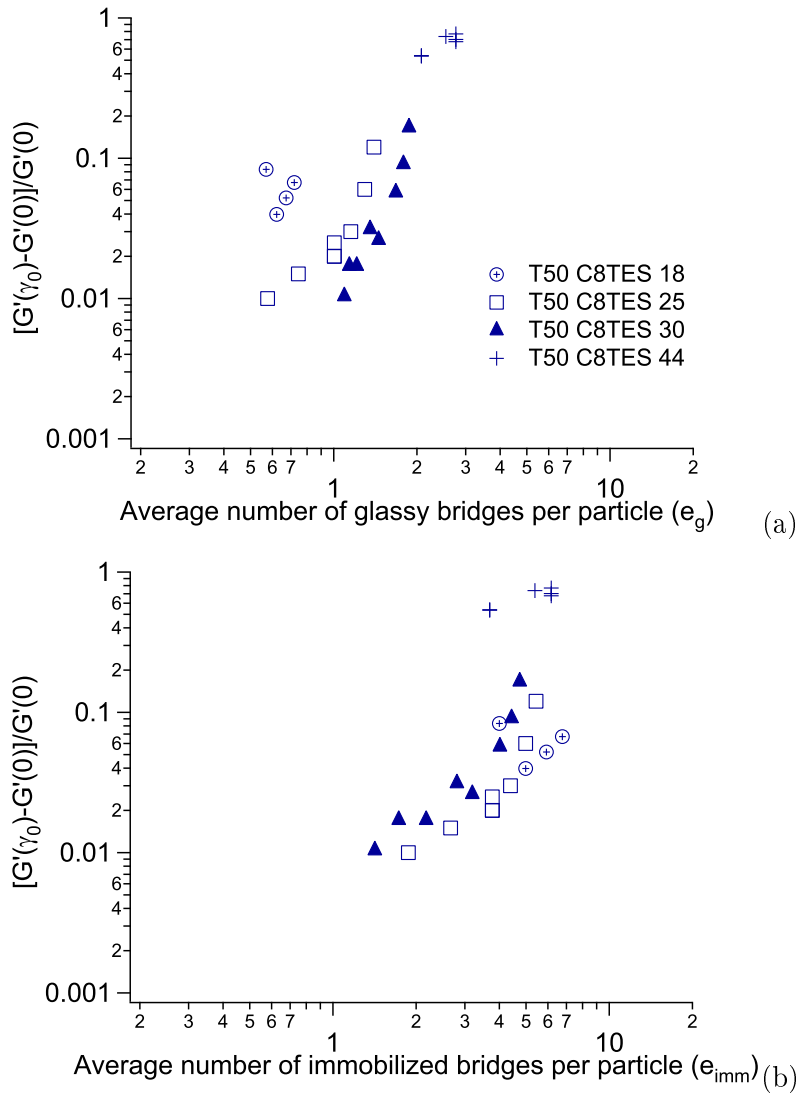 1
6
4
2
0.1
6
4
2
0.01
6
4
2
0.001
[G'(γ0)-G'(0)]/G'(0)
T50 C8TES 18
T50 C8TES 25
T50 C8TES 30
T50 C8TES 44
2 3 4 5 6 7 2 3 4 5 6 7 2
1 10
Average number of glassy bridges per particle (eg)
(a)
1
6
4
2
0.1
6
4
2
0.01
6
4
2
0.001
[G'(γ0)-G'(0)]/G'(0)
2 3 4 5 6 7 2 3 4 5 6 7 2
1 10
Average number of immobilized bridges per particle (eimm)
(b)